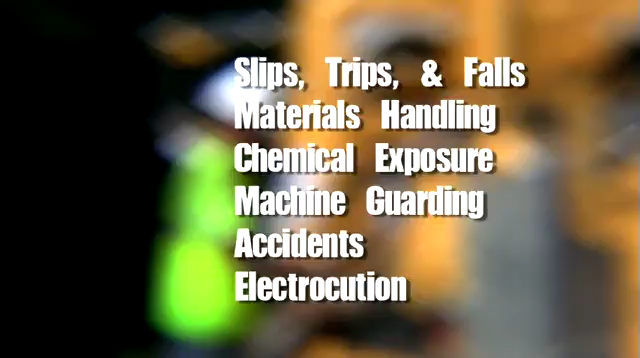 Slips, Trips, & Falls
Materials Handling
Chemical Exposure
Machine Guarding
Accidents
Electrocution